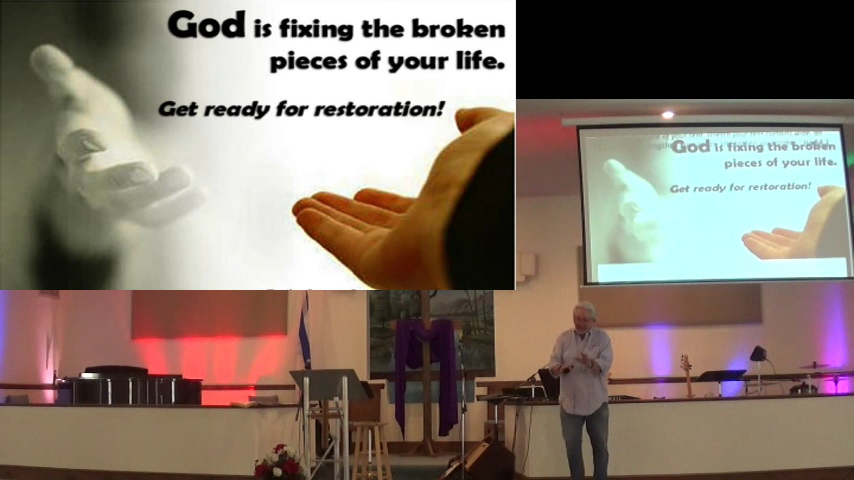 God is fixing the broken
pieces of your life.
Get ready for restoration!
God is fixing the broken
pieces of your life.
Get ready for restoration!